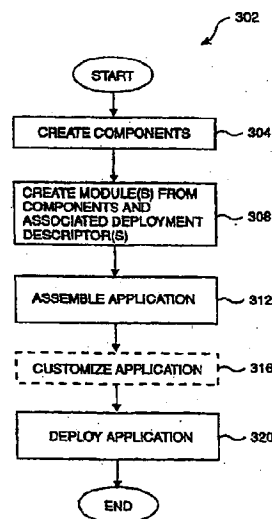 302
START
CREATE COMPONENTS 304
CREATE MODULE(S) FROM
COMPONENTS AND
ASSOCIATED DEPLOYMENT
DESCRIPTOR(S) 308
ASSEMBLE APPLICATION 312
CUSTOMIZE APPLICATION 316
DEPLOY APPLICATION 320
END